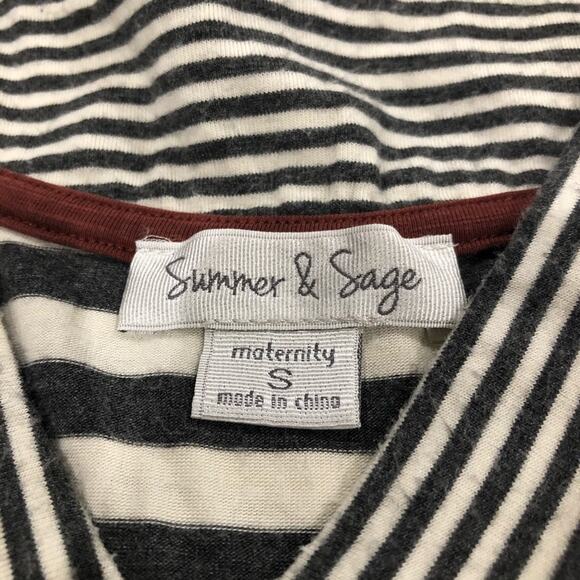 Summer & Sage
maternity
S
made in china